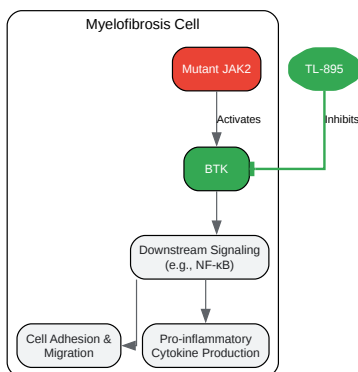 Myelofibrosis Cell
Mutant JAK2
TL-895
Activates
Inhibits
BTK
Downstream Signaling
(e.g., NF-κB)
Cell Adhesion &
Migration
Pro-inflammatory
Cytokine Production